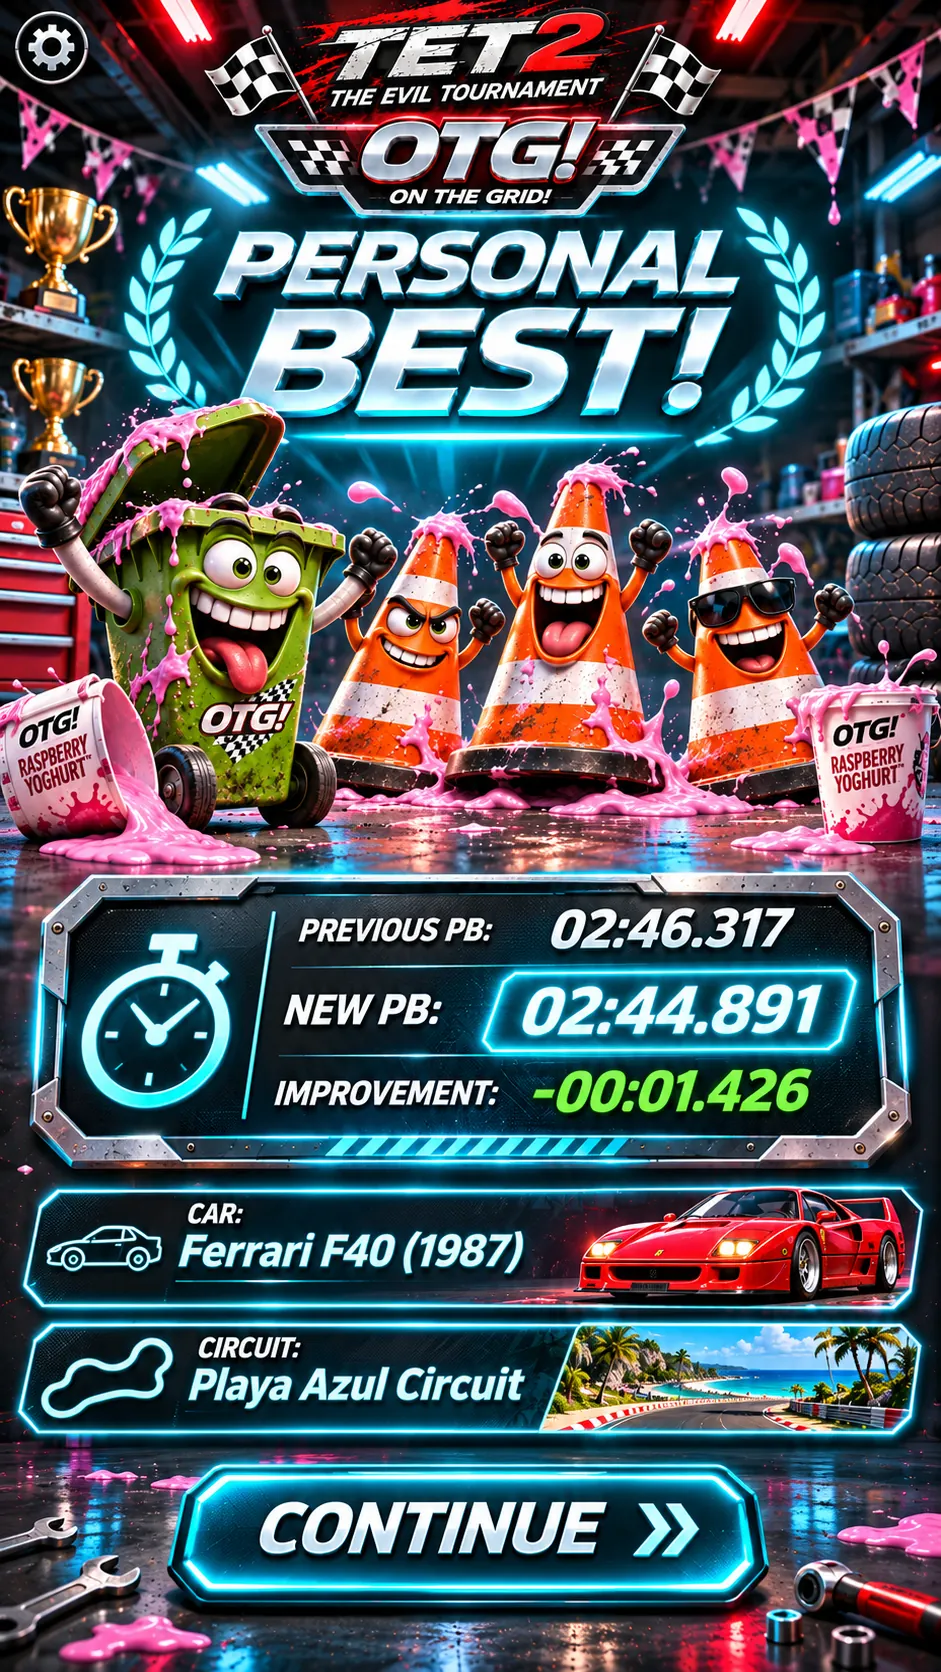 TET2
THE EVIL TOURNAMENT
OTG!
ON THE GRID!
PERSONAL
BEST!
OTG!
OTG!
RASPBERRY
YOGHURT™
OTG!
RASPBERRY
YOGHURT™
PREVIOUS PB: 02:46.317
NEW PB: 02:44.891
IMPROVEMENT: -00:01.426
CAR:
Ferrari F40 (1987)
CIRCUIT:
Playa Azul Circuit
CONTINUE »